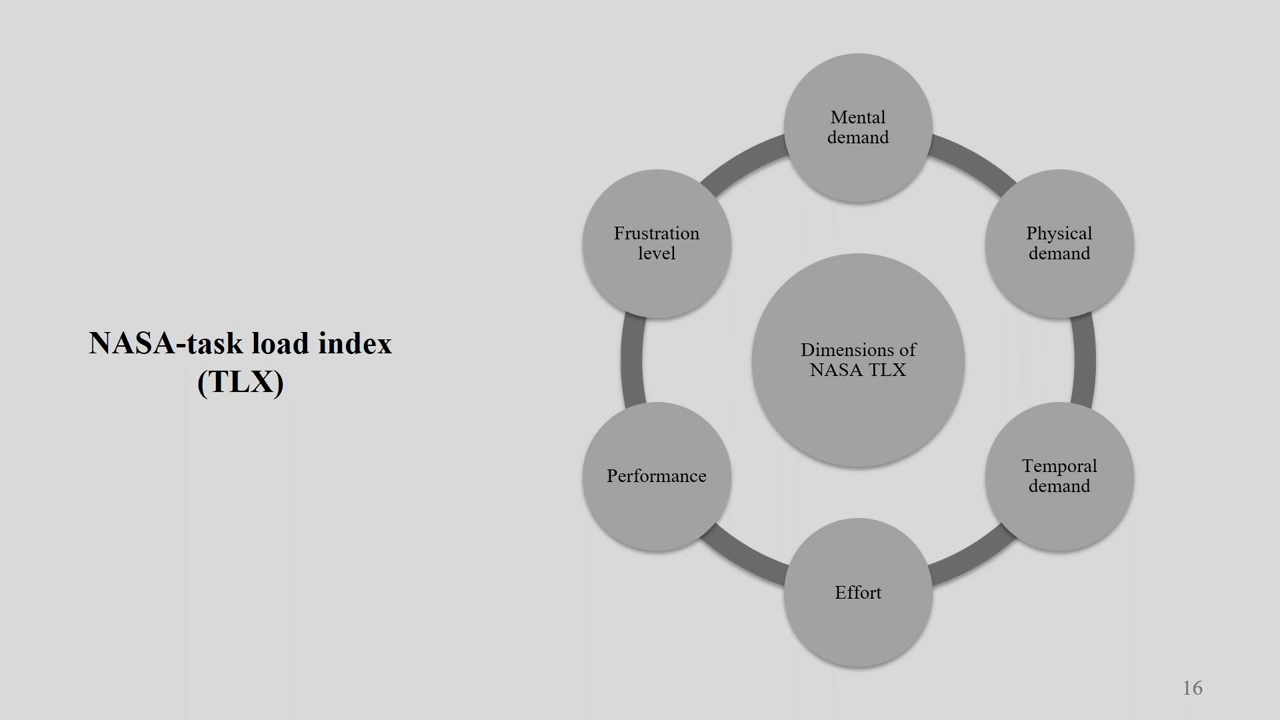 NASA-task load index
(TLX)
Mental
demand
Physical
demand
Temporal
demand
Effort
Performance
Frustration
level
Dimensions of
NASA TLX
16